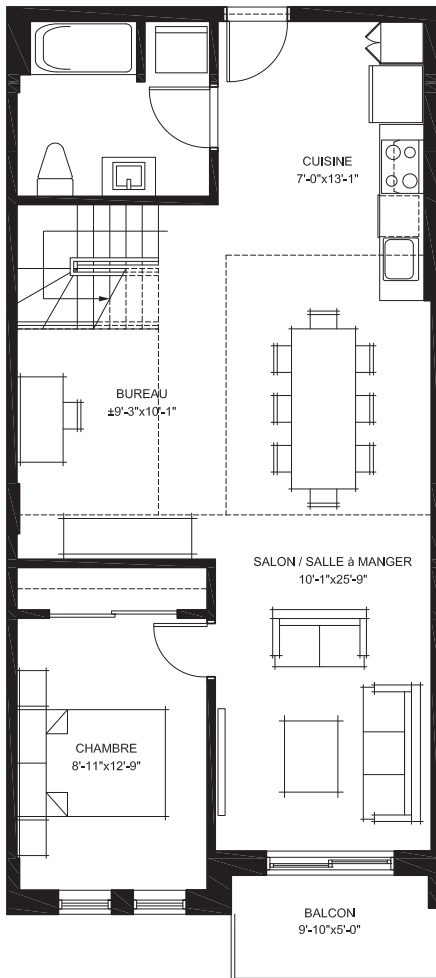 CUISINE
7'-0"x13'-1"
BUREAU
±9'-3"x10'-1"
SALON / SALLE à MANGER
10'-1"x25'-9"
CHAMBRE
8'-11"x12'-9"
BALCON
9'-10"x5'-0"